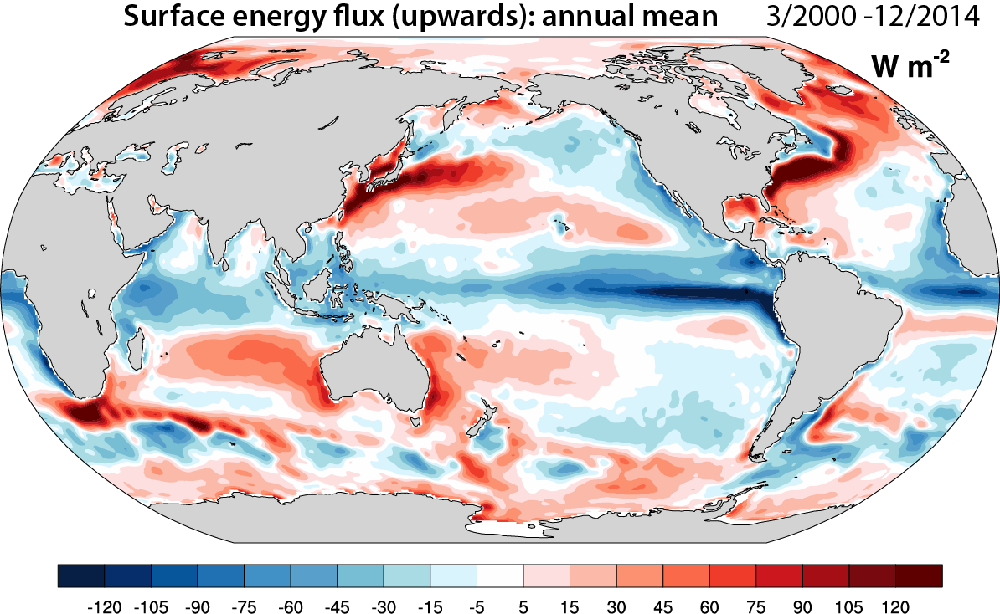 Surface energy flux (upwards): annual mean 3/2000 -12/2014
W m-2
-120 -105 -90 -75 -60 -45 -30 -15 -5 5 15 30 45 60 75 90 105 120